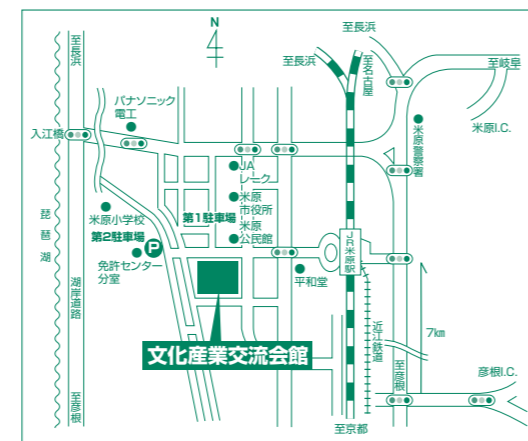 N
至長浜
至長浜
至長浜
至名古屋
至岐阜
パナソニック
電工
入江橋
米原I.C.
米原警察署
JA
レーク
米原
市役所
米原
公民館
米原小学校
第1駐車場
第2駐車場
P
免許センター
分室
琵琶湖
湖岸道路
JR米原駅
平和堂
近江鉄道
7km
文化産業交流会館
彦根I.C.
至彦根
至彦根
至京都